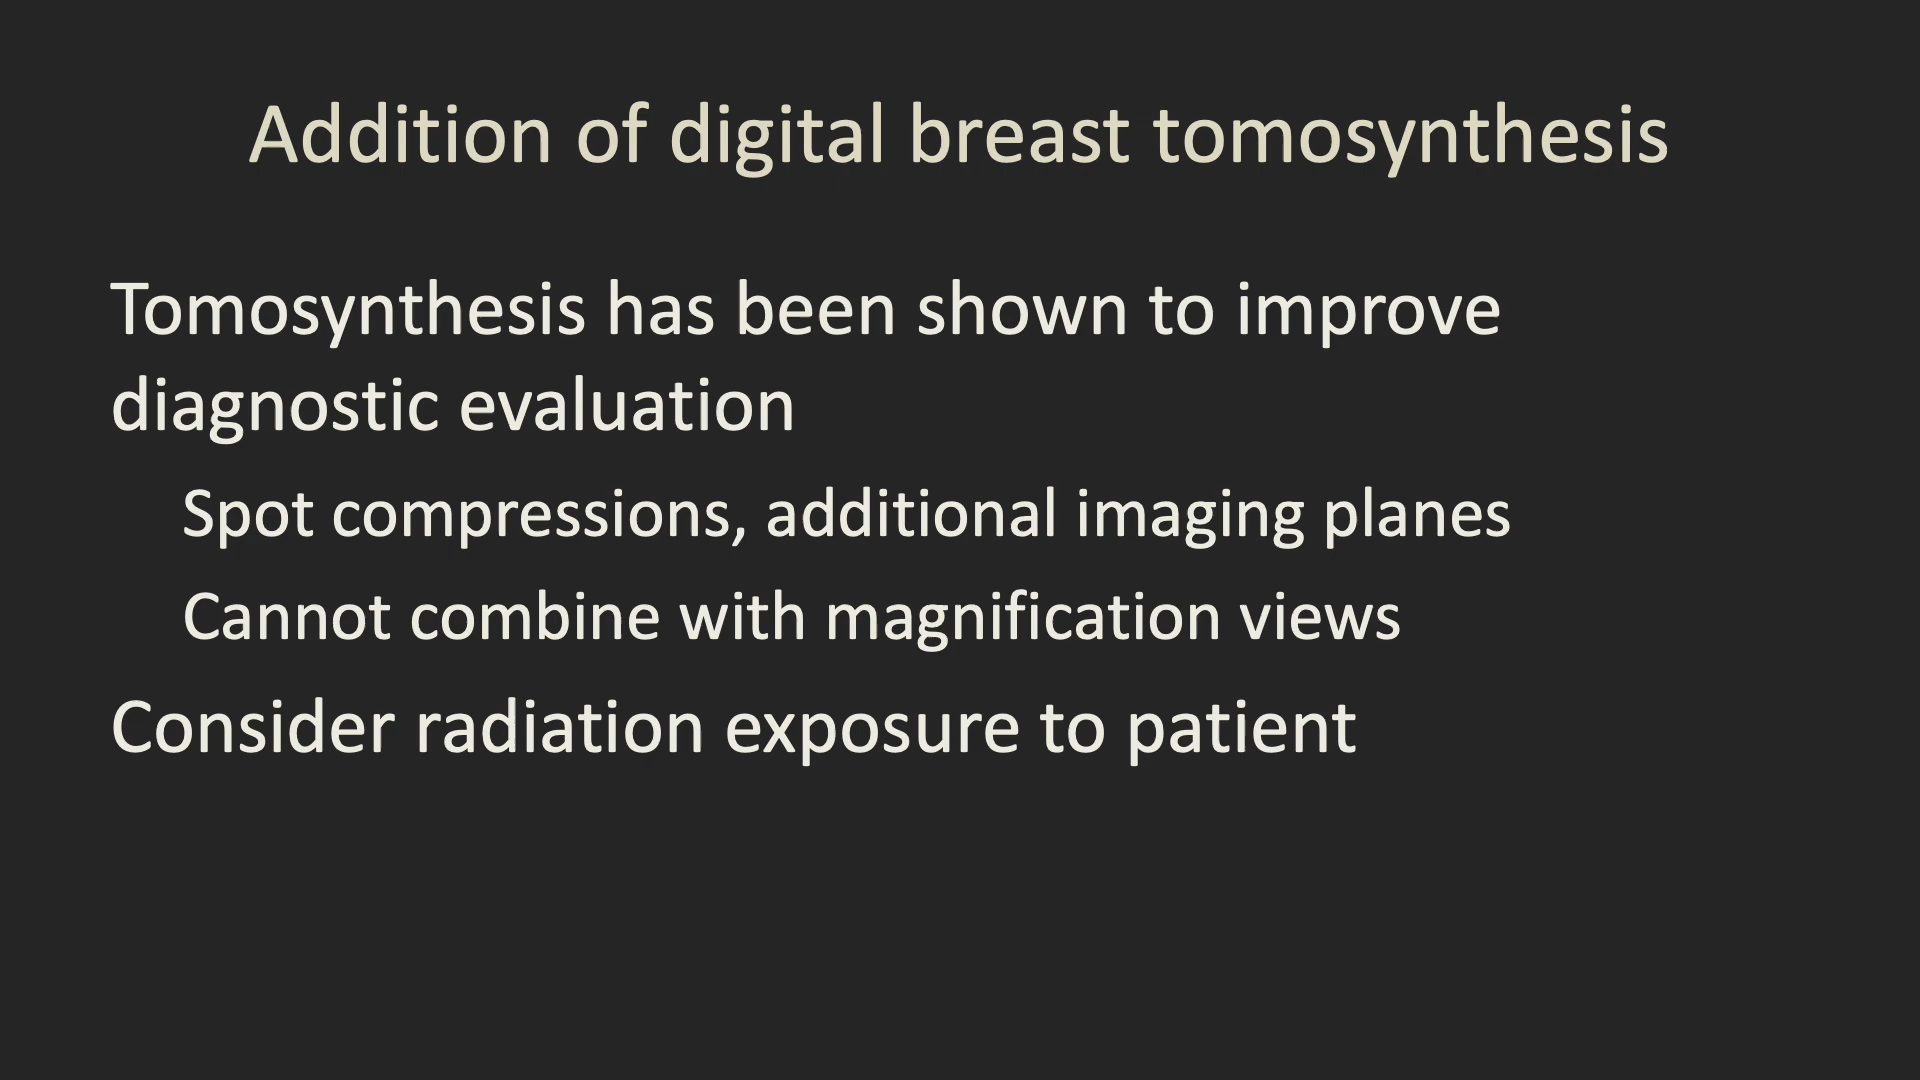 Addition of digital breast tomosynthesis
Tomosynthesis has been shown to improve
diagnostic evaluation
Spot compressions, additional imaging planes
Cannot combine with magnification views
Consider radiation exposure to patient